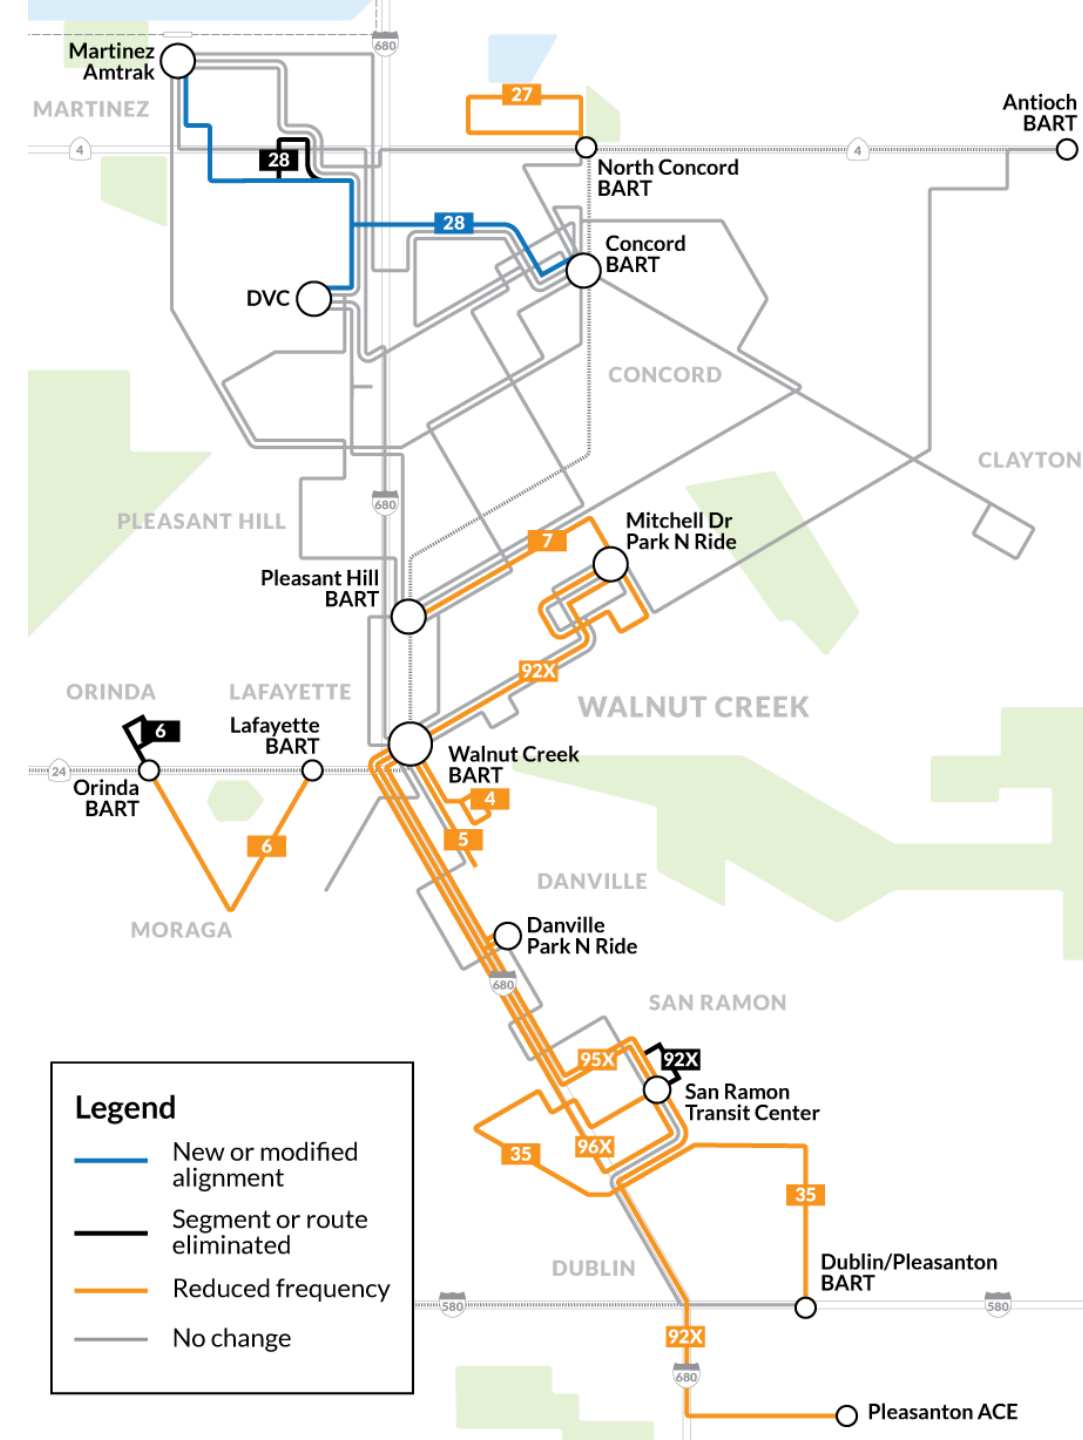 680
Martinez
Amtrak
MARTINEZ
27
Antioch
BART
4
4
28
North Concord
BART
28
Concord
BART
DVC
CONCORD
CLAYTON
680
PLEASANT HILL
Mitchell Dr
Park N Ride
7
Pleasant Hill
BART
92X
ORINDA
LAFAYETTE
WALNUT CREEK
6
Lafayette
BART
Walnut Creek
BART
24
Orinda
BART
4
5
6
DANVILLE
MORAGA
Danville
Park N Ride
680
SAN RAMON
95X
92X
San Ramon
Transit Center
96X
35
35
Legend
New or modified
alignment
Segment or route
eliminated
Reduced frequency
No change
DUBLIN
Dublin/Pleasanton
BART
580
580
92X
680
Pleasanton ACE